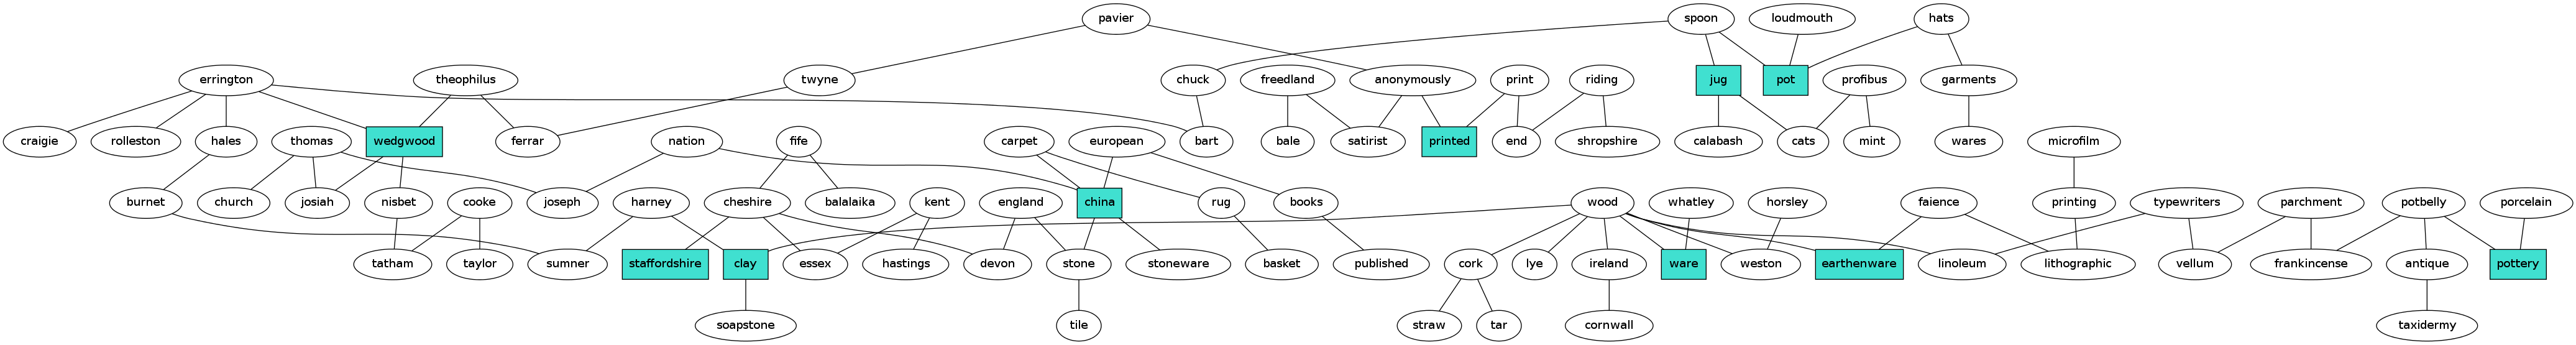 pavier
spoon
loudmouth
hats
errington
theophilus
twyne
chuck
freedland
anonymously
print
riding
jug
pot
profibus
garments
craigie
rolleston
hales
thomas
wedgwood
ferrar
nation
fife
carpet
european
bart
bale
satirist
printed
end
shropshire
calabash
cats
mint
wares
microfilm
burnet
church
josiah
nisbet
cooke
joseph
harney
cheshire
balalaika
kent
england
china
rug
books
wood
whatley
horsley
faience
printing
typewriters
parchment
potbelly
porcelain
tatham
taylor
sumner
staffordshire
clay
essex
hastings
devon
stone
stoneware
basket
published
cork
lye
ireland
ware
weston
earthenware
linoleum
lithographic
vellum
frankincense
antique
pottery
soapstone
tile
straw
tar
cornwall
taxidermy